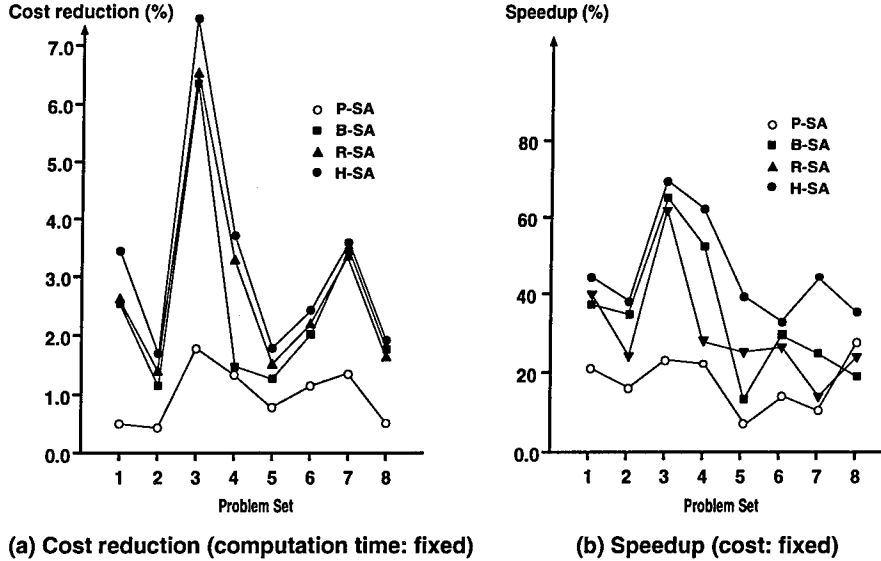 Cost reduction (%)
7.0
6.0
5.0
4.0
3.0
2.0
1.0
0.0
P-SA
B-SA
R-SA
H-SA
1 2 3 4 5 6 7 8
Problem Set
(a) Cost reduction (computation time: fixed)
Speedup (%)
80
60
40
20
0.0
P-SA
B-SA
R-SA
H-SA
1 2 3 4 5 6 7 8
Problem Set
(b) Speedup (cost: fixed)